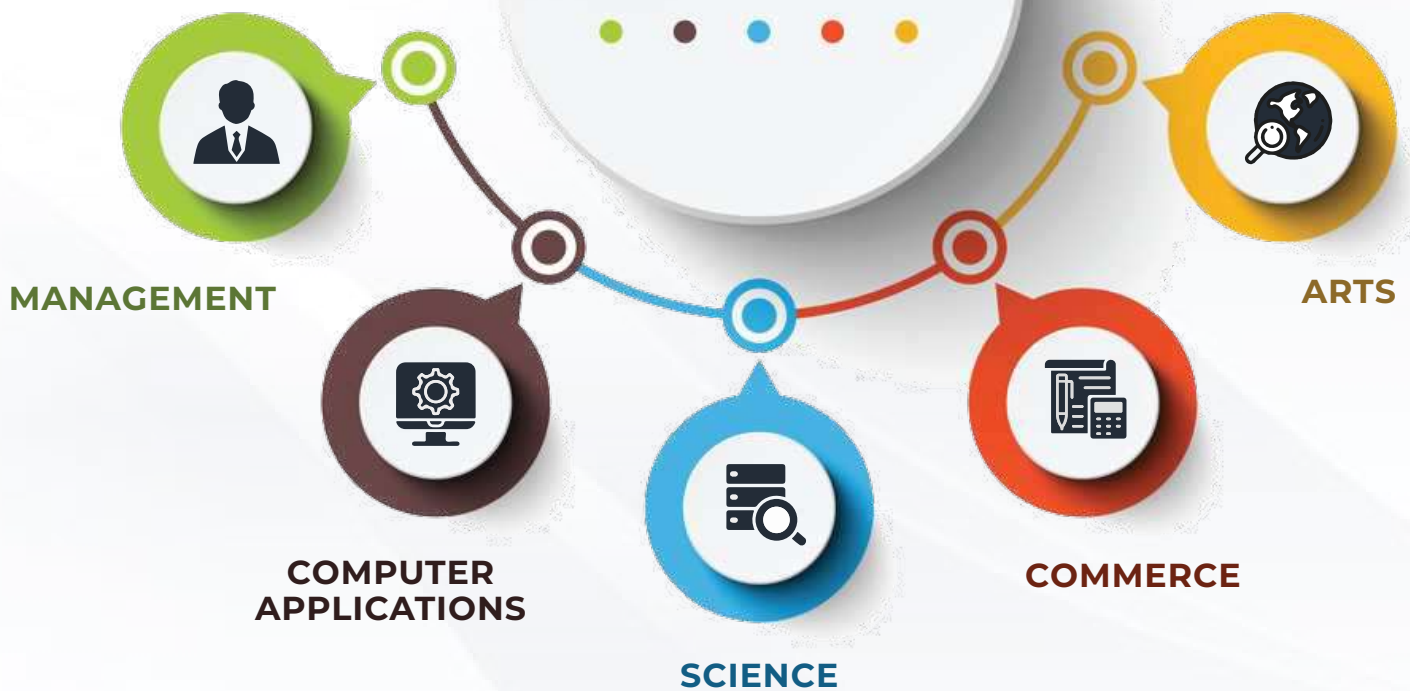 MANAGEMENT
ARTS
COMPUTER
APPLICATIONS
COMMERCE
SCIENCE